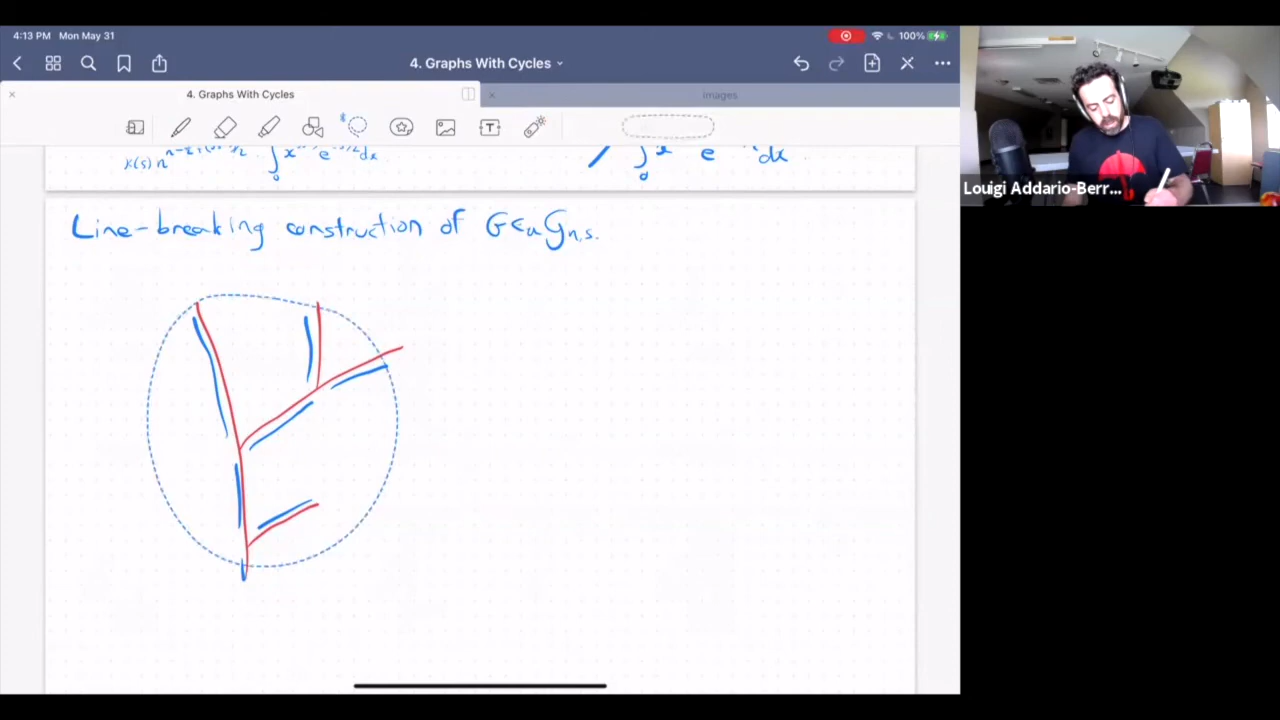 4:13 PM Mon May 31
100%
4. Graphs With Cycles
4. Graphs With Cycles
Images
Line-breaking construction of G ∈ᵤ 𝒢ₙ,ₛ.
Louigi Addario-Berr...